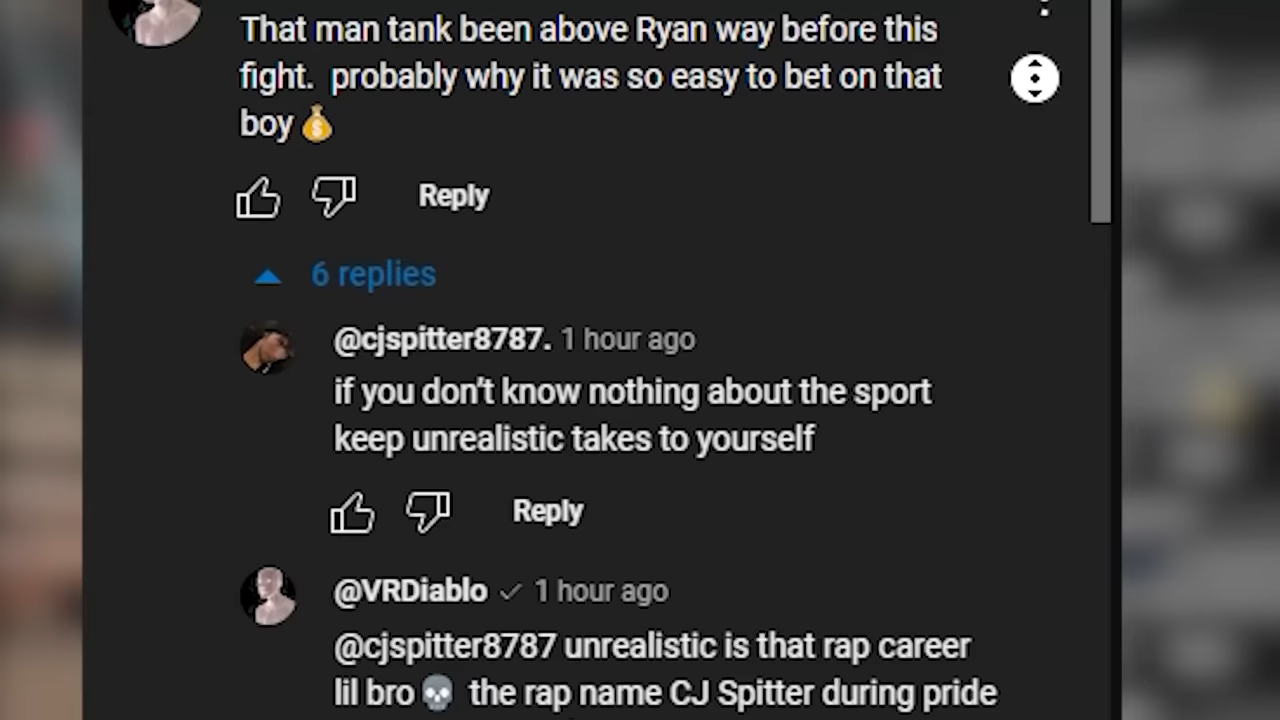 That man tank been above Ryan way before this
fight.  probably why it was so easy to bet on that
boy💰
Reply
6 replies
@cjspitter8787. 1 hour ago
if you don't know nothing about the sport
keep unrealistic takes to yourself
Reply
@VRDiablo ✓ 1 hour ago
@cjspitter8787 unrealistic is that rap career
lil bro💀  the rap name CJ Spitter during pride